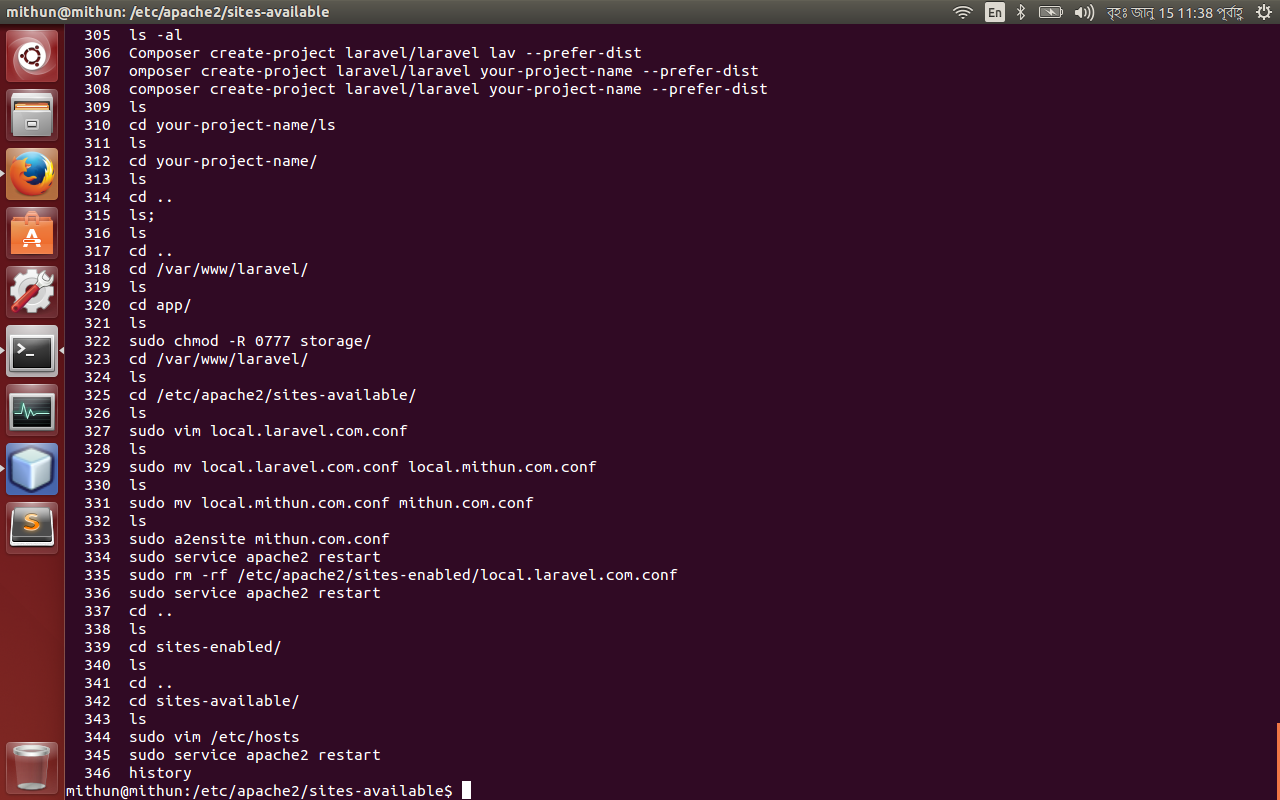 mithun@mithun: /etc/apache2/sites-available
En
বৃহঃ জানু 15 11:38 পূর্বাহ্ণ
305 ls -al
306 Composer create-project laravel/laravel lav --prefer-dist
307 omposer create-project laravel/laravel your-project-name --prefer-dist
308 composer create-project laravel/laravel your-project-name --prefer-dist
309 ls
310 cd your-project-name/ls
311 ls
312 cd your-project-name/
313 ls
314 cd ..
315 ls;
316 ls
317 cd ..
318 cd /var/www/laravel/
319 ls
320 cd app/
321 ls
322 sudo chmod -R 0777 storage/
323 cd /var/www/laravel/
324 ls
325 cd /etc/apache2/sites-available/
326 ls
327 sudo vim local.laravel.com.conf
328 ls
329 sudo mv local.laravel.com.conf local.mithun.com.conf
330 ls
331 sudo mv local.mithun.com.conf mithun.com.conf
332 ls
333 sudo a2ensite mithun.com.conf
334 sudo service apache2 restart
335 sudo rm -rf /etc/apache2/sites-enabled/local.laravel.com.conf
336 sudo service apache2 restart
337 cd ..
338 ls
339 cd sites-enabled/
340 ls
341 cd ..
342 cd sites-available/
343 ls
344 sudo vim /etc/hosts
345 sudo service apache2 restart
346 history
mithun@mithun:/etc/apache2/sites-available$